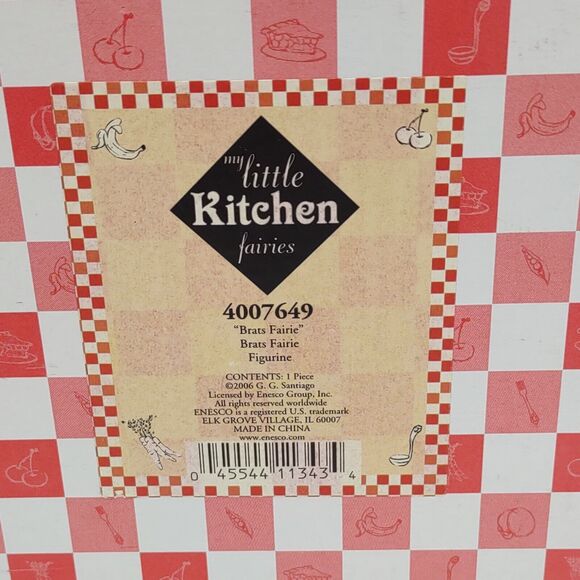 my
little
Kitchen
fairies
4007649
"Brats Fairie"
Brats Fairie
Figurine
CONTENTS: 1 Piece
©2006 G. G. Santiago
Licensed by Enesco Group, Inc.
All rights reserved worldwide
ENESCO is a registered U.S. trademark
ELK GROVE VILLAGE, IL 60007
MADE IN CHINA
www.enesco.com
0 45544 11343 4